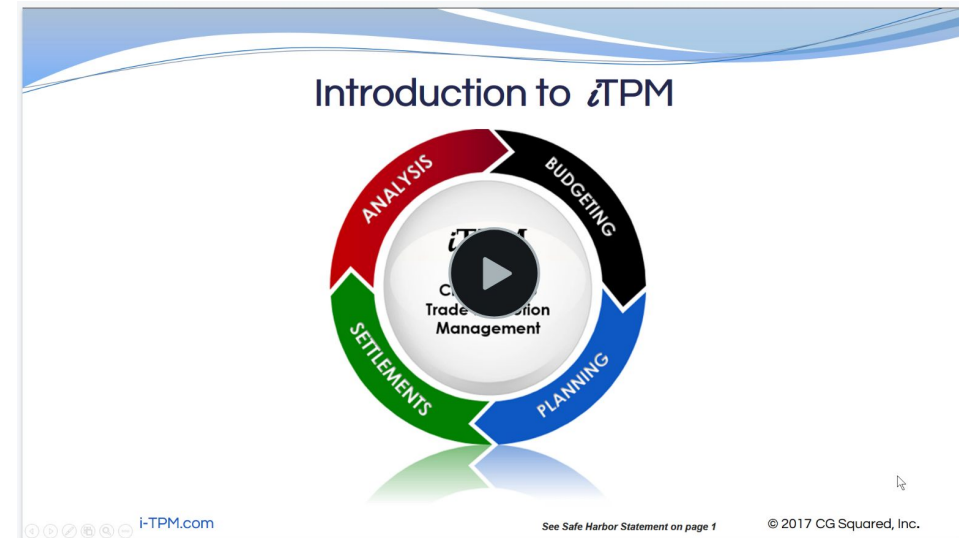 Introduction to iTPM
ANALYSIS
BUDGETING
Trade
Management
SETTLEMENTS
PLANNING
i-TPM.com
See Safe Harbor Statement on page 1
© 2017 CG Squared, Inc.